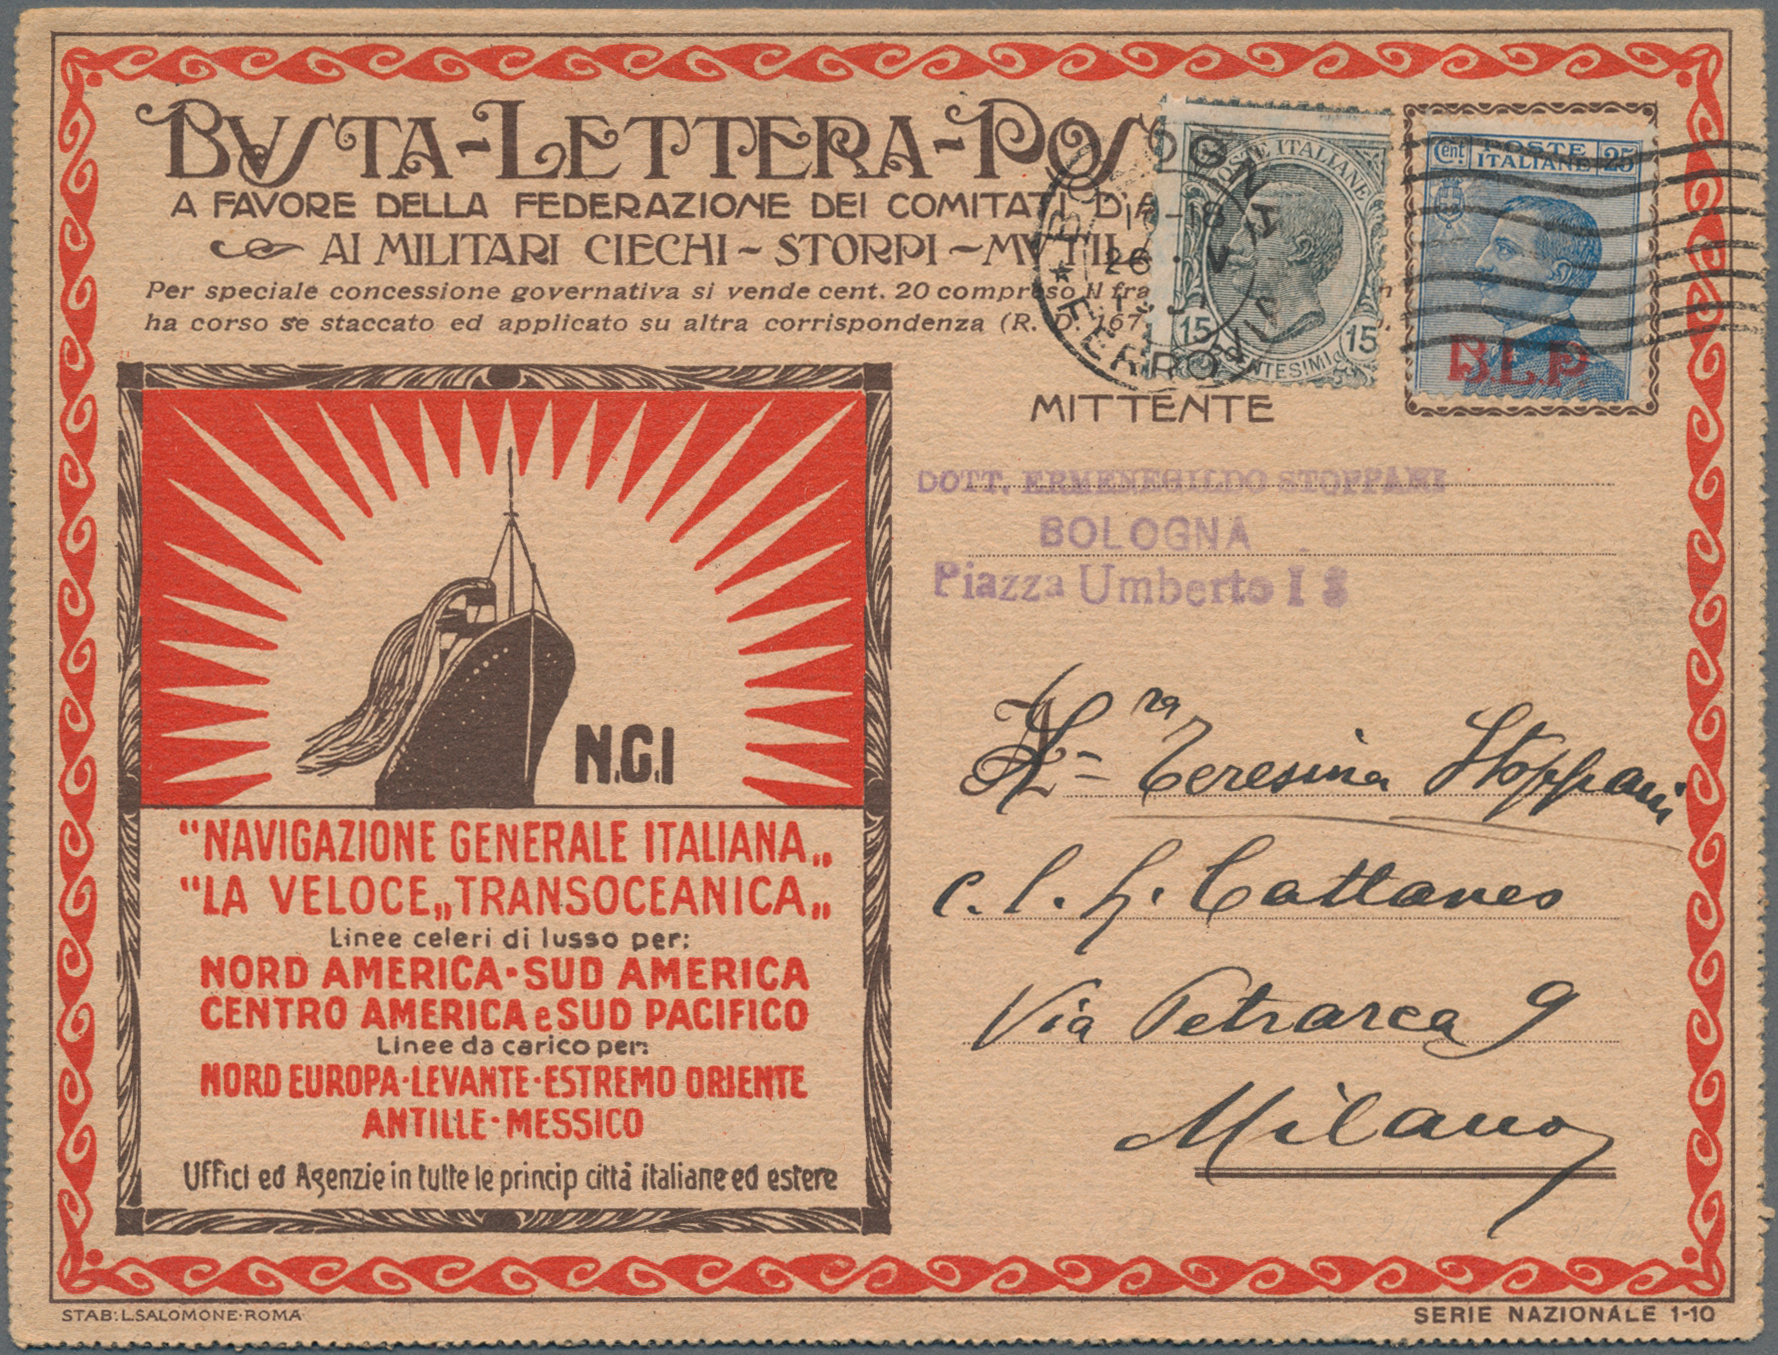 BUSTA-LETTERA-POS
A FAVORE DELLA FEDERAZIONE DEI COMITATI D'A
AI MILITARI CIECHI - STORPI - MVTIL
Per speciale concessione governativa si vende cent. 20 compreso il fra
ha corso se staccato ed applicato su altra corrispondenza (R. D. 167
POSTE ITALIANE
15 15
CENTESIMI
Cent POSTE ITALIANE 25
B.L.P
FERROVIA
MITTENTE
DOTT. ERMENEGILDO STOPPANI
BOLOGNA
Piazza Umberto I
N.G.I
"NAVIGAZIONE GENERALE ITALIANA„
"LA VELOCE„ TRANSOCEANICA„
Linee celeri di lusso per:
NORD AMERICA·SUD AMERICA
CENTRO AMERICA e SUD PACIFICO
Linee da carico per:
NORD EUROPA·LEVANTE·ESTREMO ORIENTE
ANTILLE·MESSICO
Uffici ed Agenzie in tutte le princip città italiane ed estere
Teresina Stoppani
Cattaneo
Via Petrarca 9
Milano
STAB: L. SALOMONE·ROMA
SERIE NAZIONALE 1-10